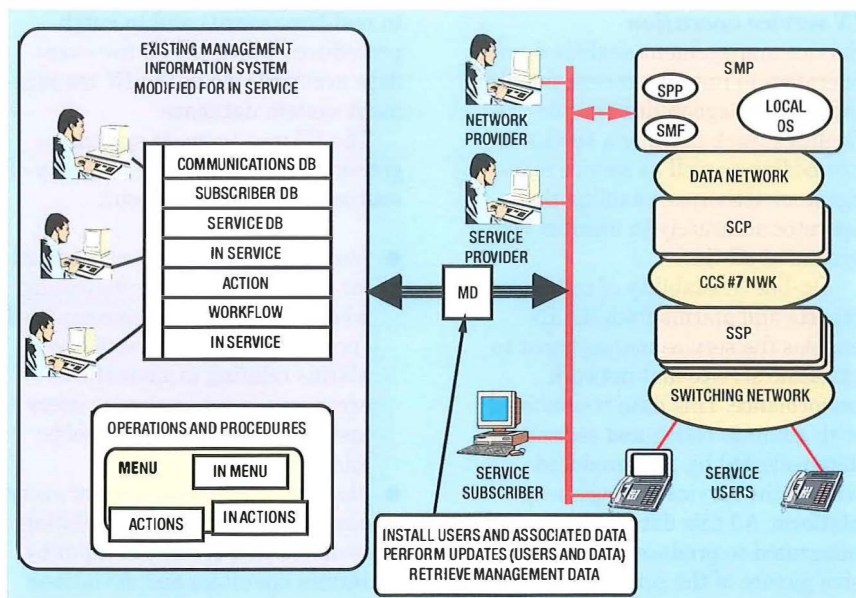 EXISTING MANAGEMENT
INFORMATION SYSTEM
MODIFIED FOR IN SERVICE
COMMUNICATIONS DB
SUBSCRIBER DB
SERVICE DB
IN SERVICE
ACTION
WORKFLOW
IN SERVICE
OPERATIONS AND PROCEDURES
MENU
IN MENU
ACTIONS
IN ACTIONS
NETWORK
PROVIDER
SERVICE
PROVIDER
MD
SERVICE
SUBSCRIBER
INSTALL USERS AND ASSOCIATED DATA
PERFORM UPDATES (USERS AND DATA)
RETRIEVE MANAGEMENT DATA
SMP
SPP
SMF
LOCAL
OS
DATA NETWORK
SCP
CCS #7 NWK
SSP
SWITCHING NETWORK
SERVICE
USERS